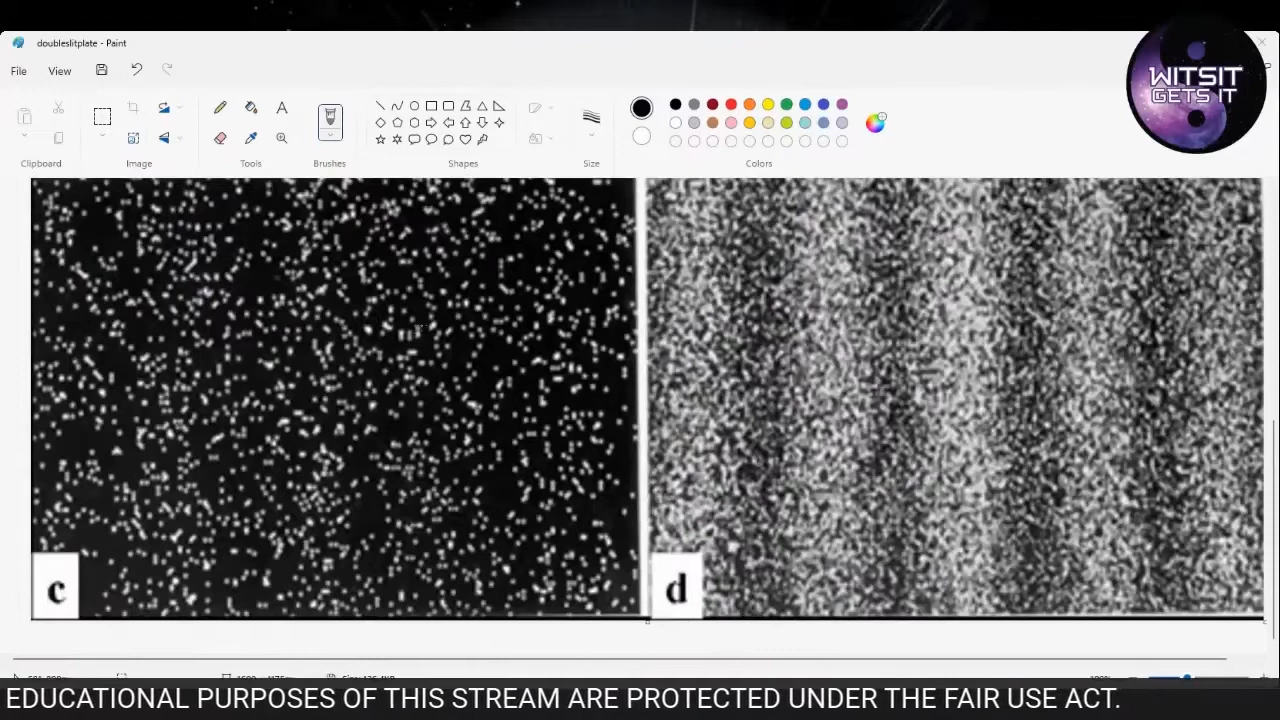 doubleslitplate - Paint
File View
Clipboard Image Tools Brushes Shapes Size Colors
WITSIT
GETS IT
c d
EDUCATIONAL PURPOSES OF THIS STREAM ARE PROTECTED UNDER THE FAIR USE ACT.